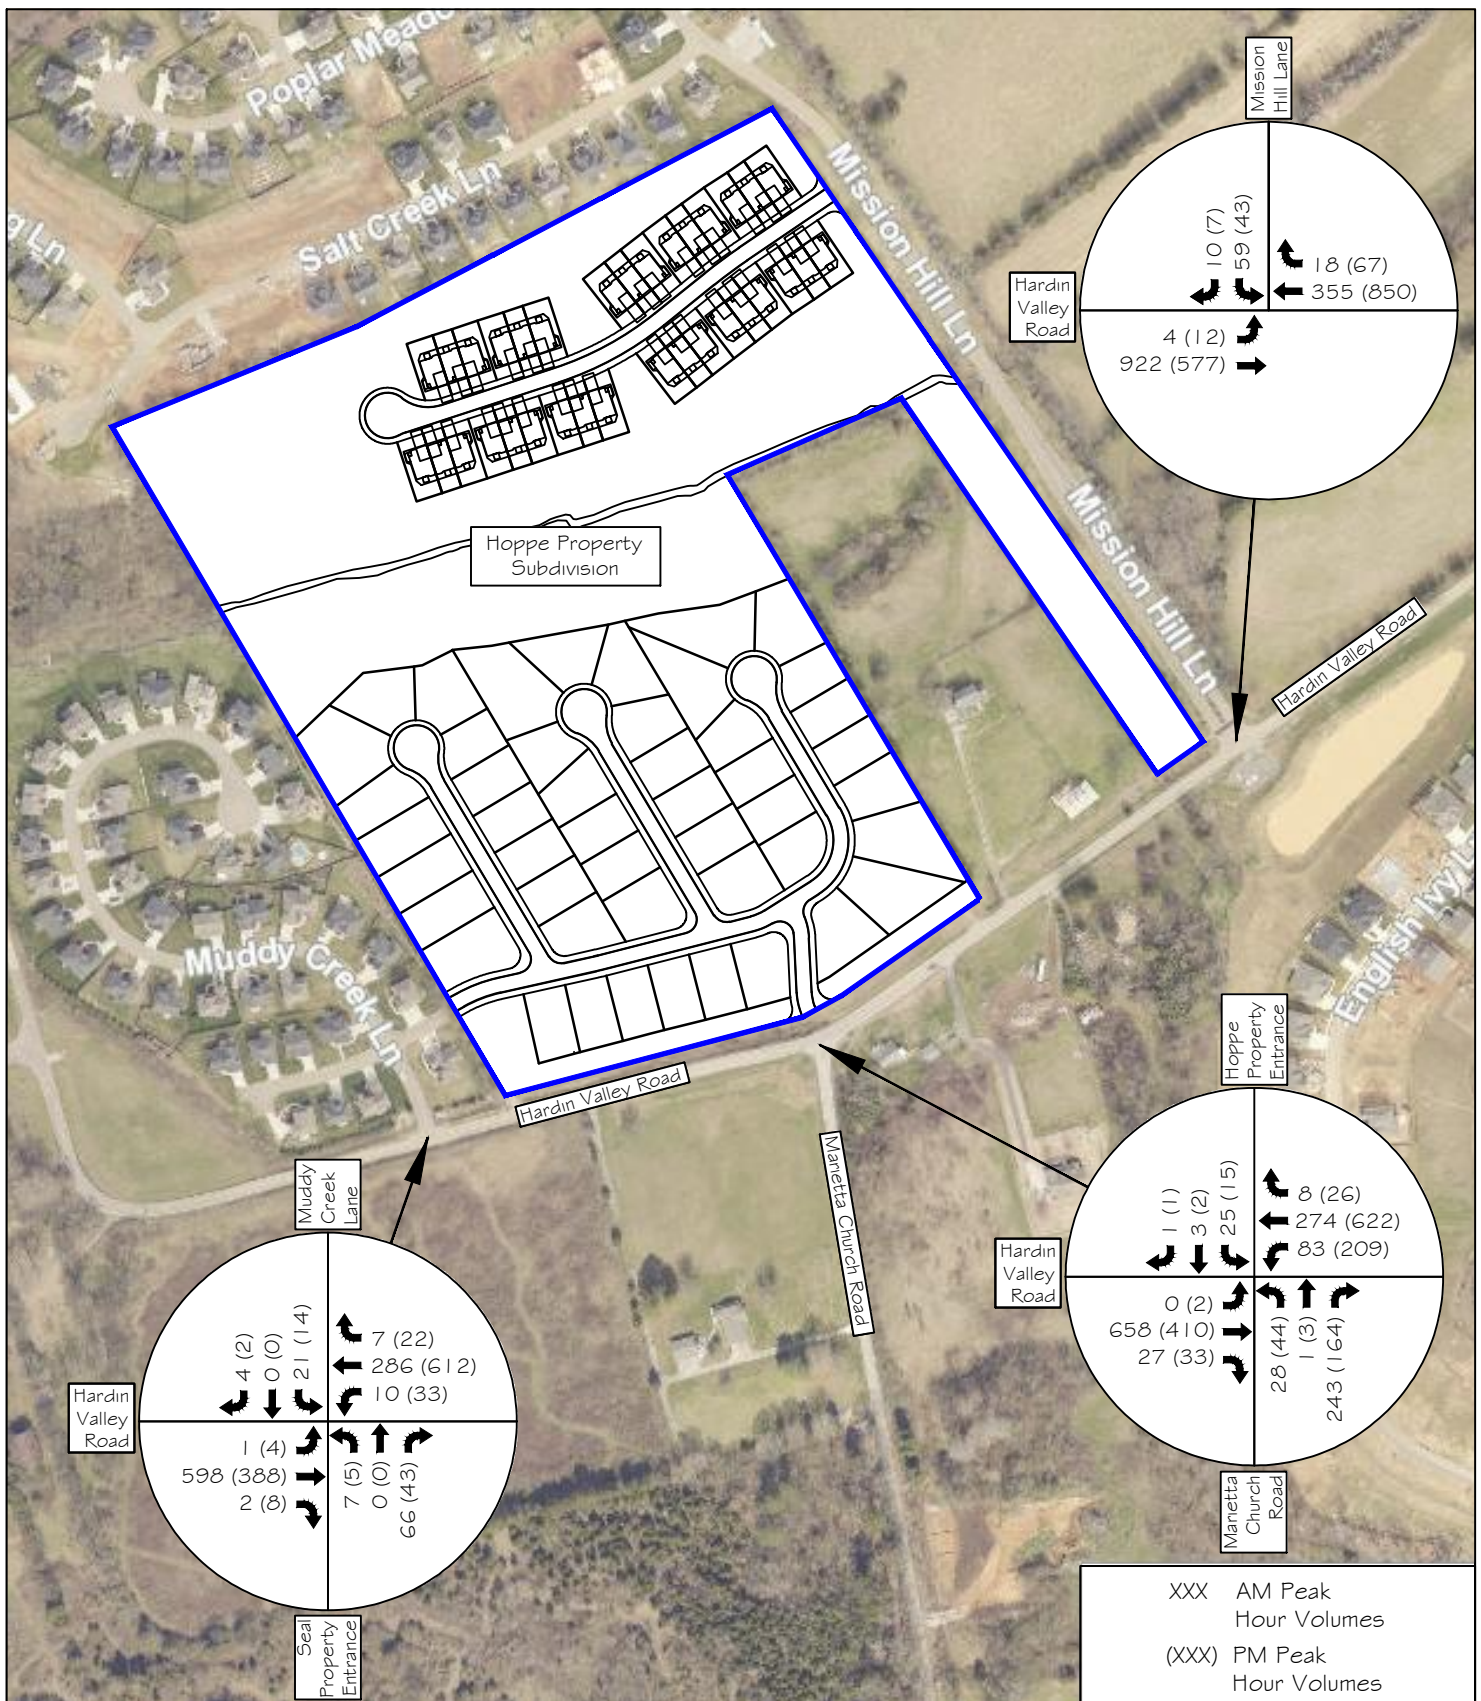 Poplar Meado
Salt Creek Ln
g Ln
Mission Hill Ln
Mission Hill Ln
Muddy Creek Ln
English Ivy L
Hoppe Property
Subdivision
Hardin Valley Road
Hardin Valley Road
Marietta Church Road
Mission
Hill Lane
Hardin
Valley
Road
10 (7)
59 (43)
18 (67)
355 (850)
4 (12)
922 (577)
Hoppe
Property
Entrance
Hardin
Valley
Road
1 (1)
3 (2)
25 (15)
8 (26)
274 (622)
83 (209)
0 (2)
658 (410)
27 (33)
28 (44)
1 (3)
243 (164)
Marietta
Church
Road
Muddy
Creek
Lane
Hardin
Valley
Road
4 (2)
0 (0)
21 (14)
7 (22)
286 (612)
10 (33)
1 (4)
598 (388)
2 (8)
7 (5)
0 (0)
66 (43)
Seal
Property
Entrance
XXX AM Peak
Hour Volumes
(XXX) PM Peak
Hour Volumes